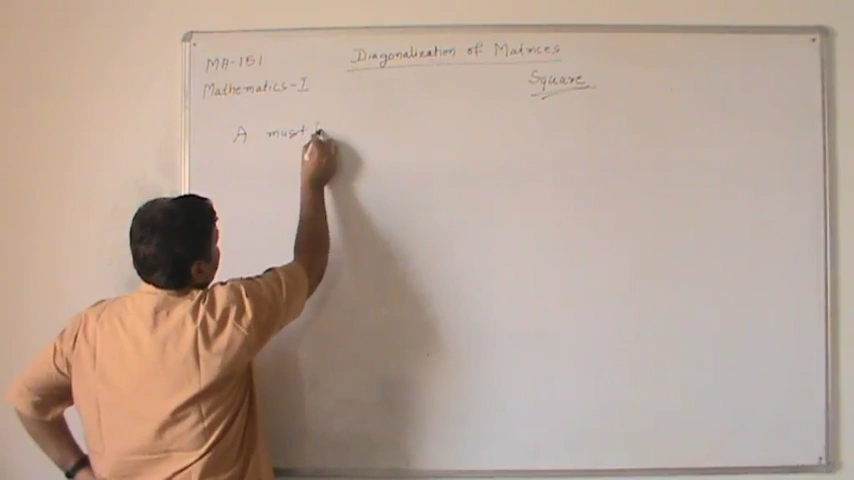 Diagonalization of Matrices
MA-151
Mathematics-I
Square
A must